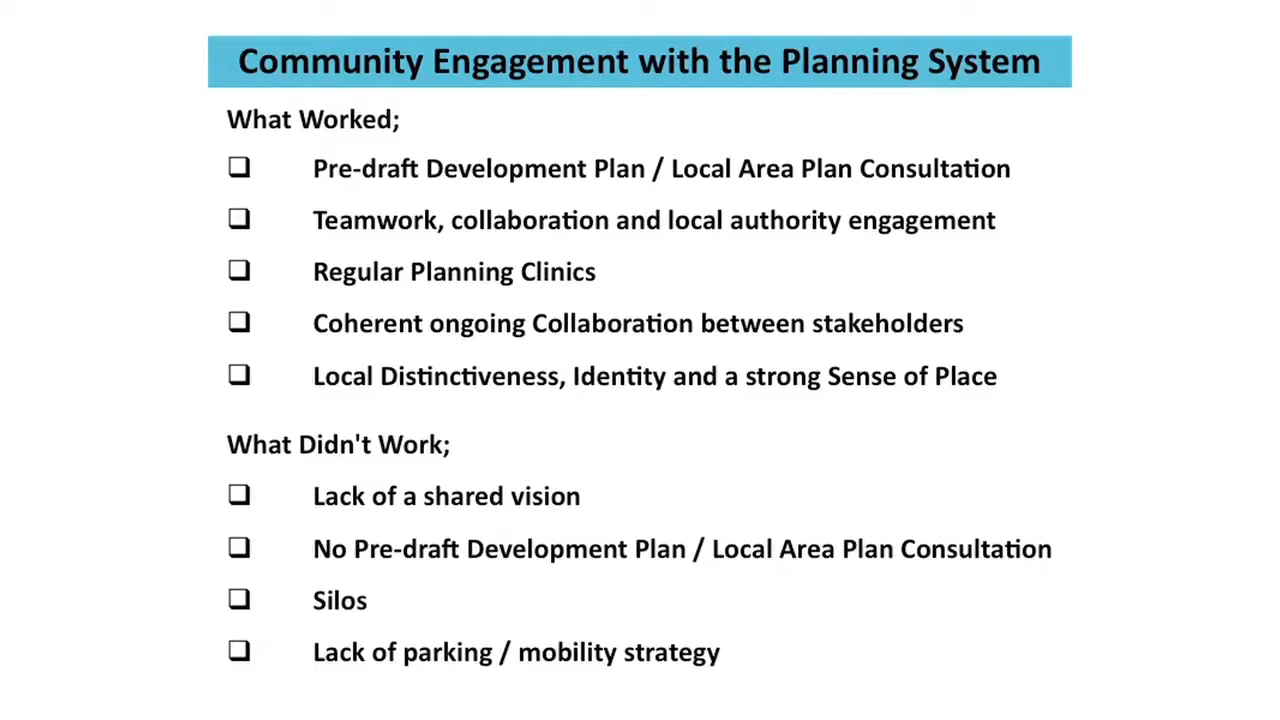 Community Engagement with the Planning System
What Worked;
❑ Pre-draft Development Plan / Local Area Plan Consultation
❑ Teamwork, collaboration and local authority engagement
❑ Regular Planning Clinics
❑ Coherent ongoing Collaboration between stakeholders
❑ Local Distinctiveness, Identity and a strong Sense of Place
What Didn't Work;
❑ Lack of a shared vision
❑ No Pre-draft Development Plan / Local Area Plan Consultation
❑ Silos
❑ Lack of parking / mobility strategy